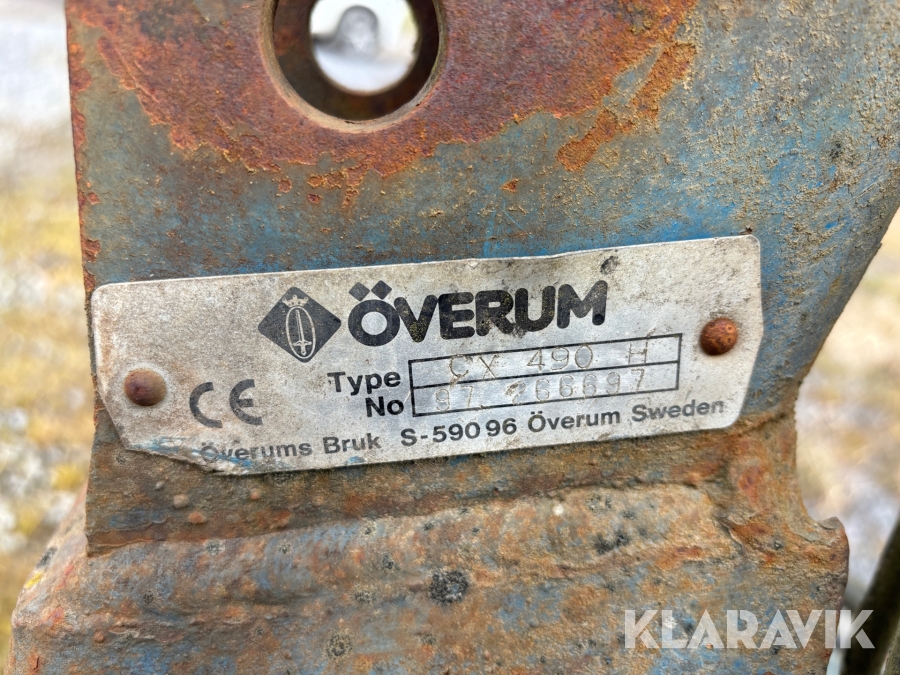 ÖVERUM
Type CX 490 H
No 97 266697
CE
Överums Bruk S-590 96 Överum Sweden
KLARAVIK